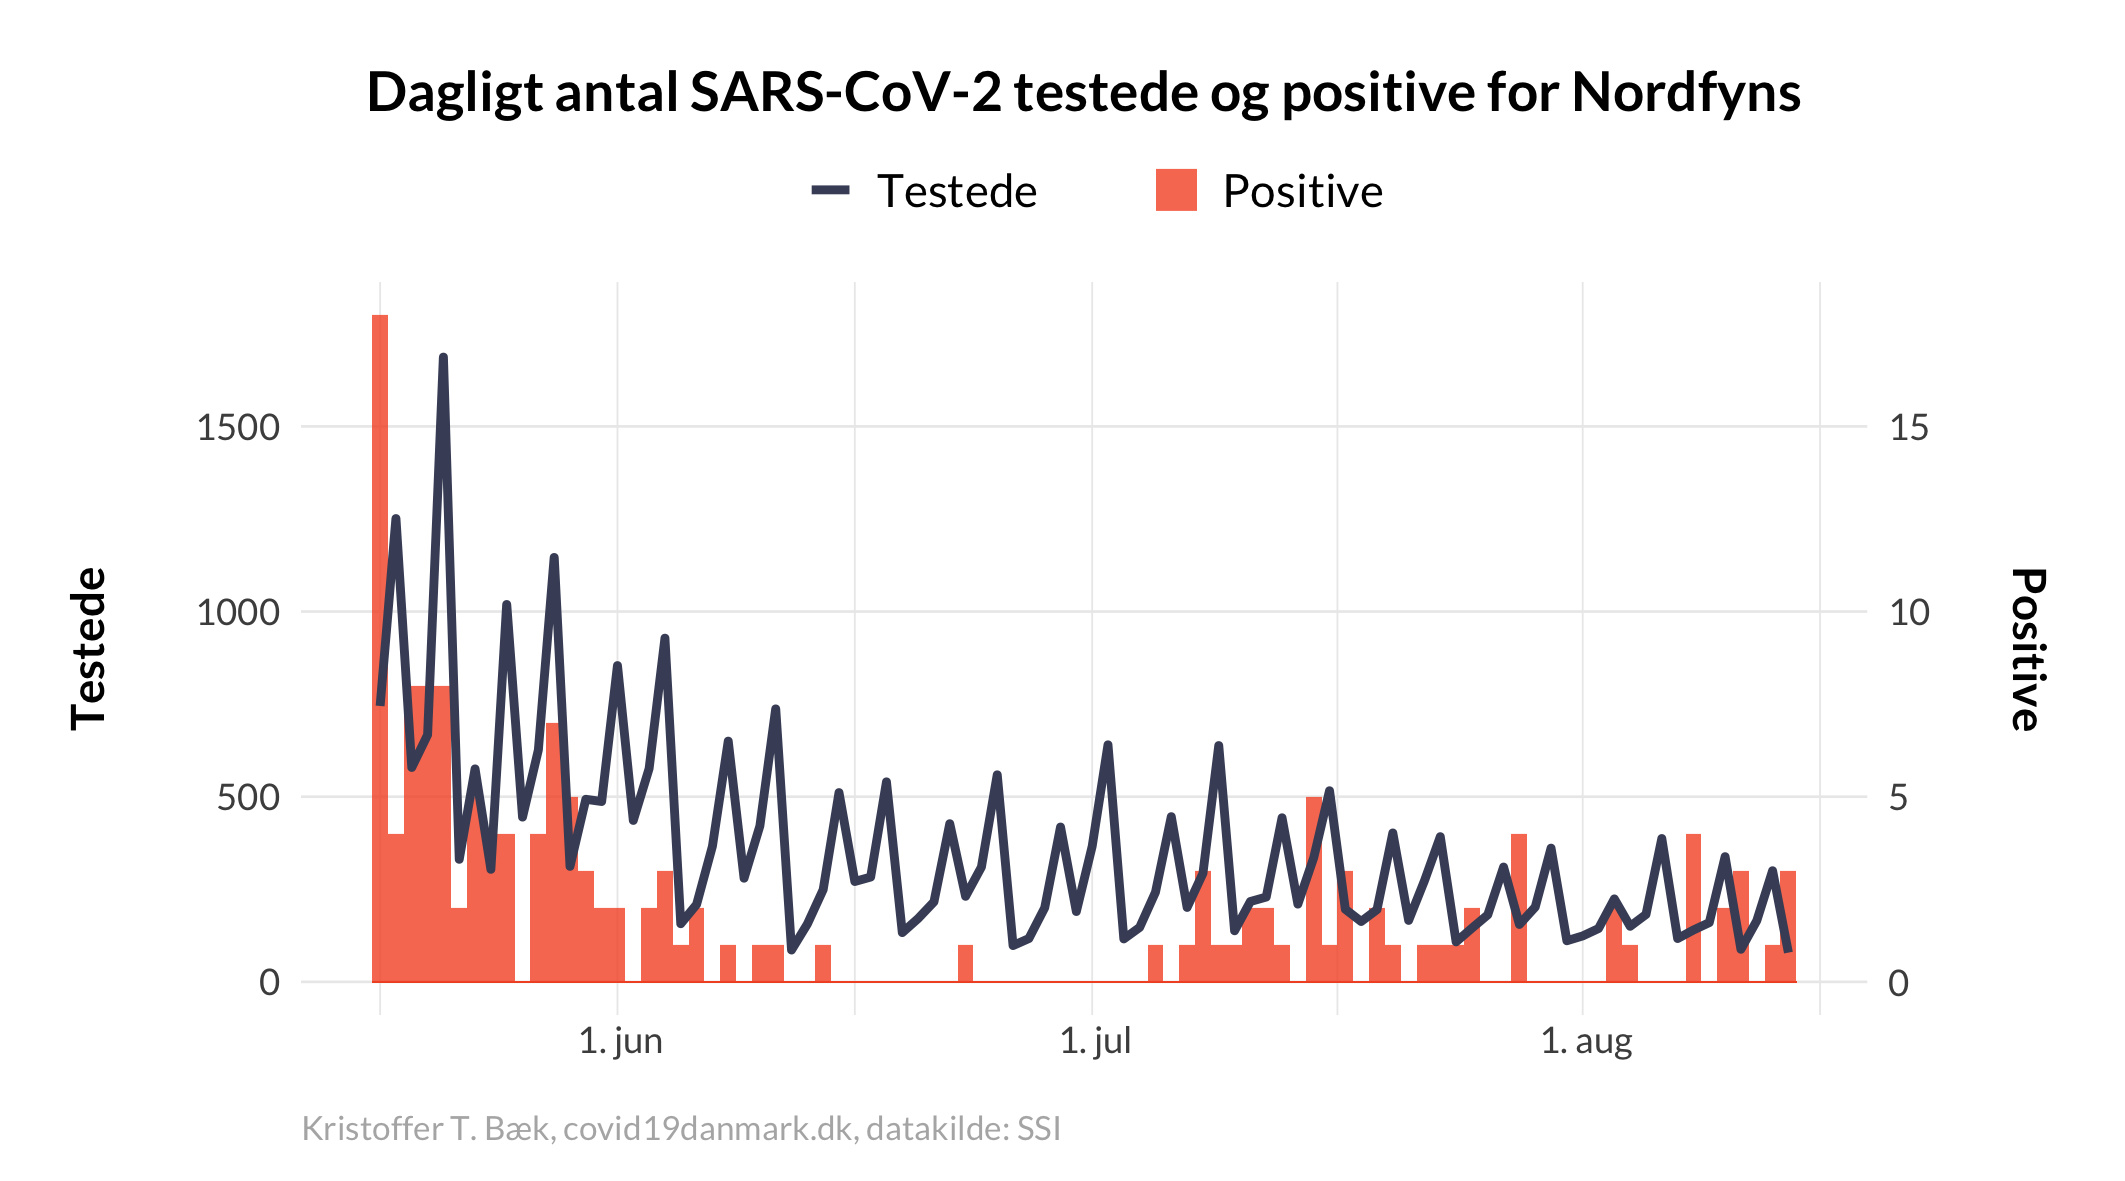 Dagligt antal SARS-CoV-2 testede og positive for Nordfyns
Testede
Positive
1500
1000
500
0
15
10
5
0
Testede
Positive
1. jun
1. jul
1. aug
Kristoffer T. Bæk, covid19danmark.dk, datakilde: SSI